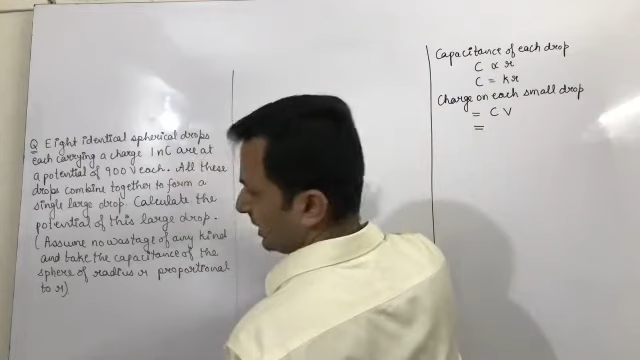 Q Eight identical spherical drops
each carrying a charge 1 nC are at
a potential of 900 V each. All these
drops combine together to form a
single large drop. Calculate the
potential of this large drop.
(Assume no wastage of any kind
and take the capacitance of the
sphere of radius r proportional
to r)
Capacitance of each drop
C ∝ r
C = kr
Charge on each small drop
= CV
=